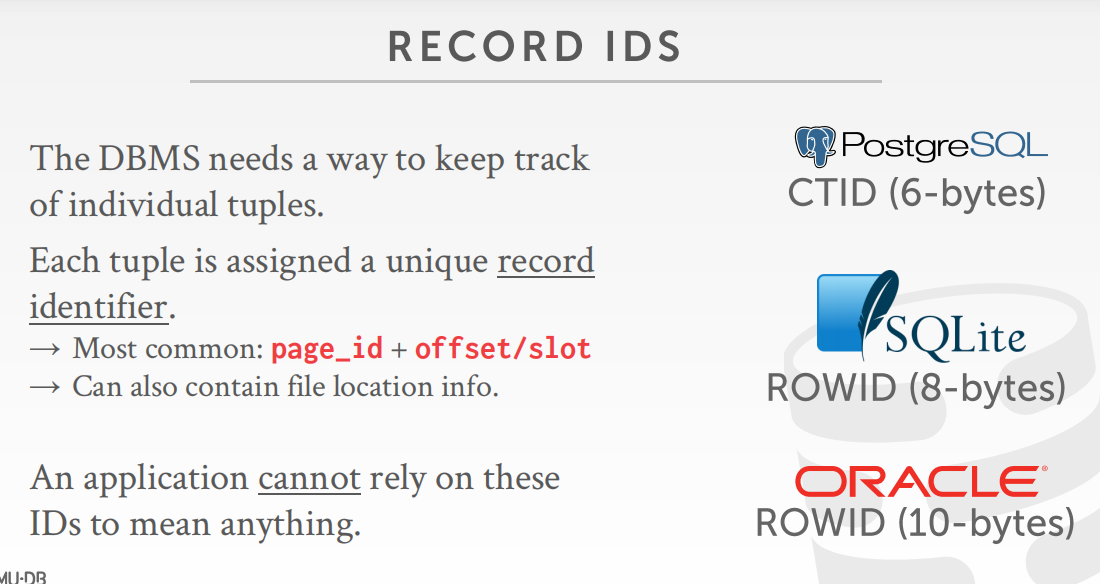 RECORD IDS
The DBMS needs a way to keep track
of individual tuples.
Each tuple is assigned a unique record
identifier.
→ Most common: page_id + offset/slot
→ Can also contain file location info.
An application cannot rely on these
IDs to mean anything.
PostgreSQL
CTID (6-bytes)
SQLite
ROWID (8-bytes)
ORACLE®
ROWID (10-bytes)
MU·DB